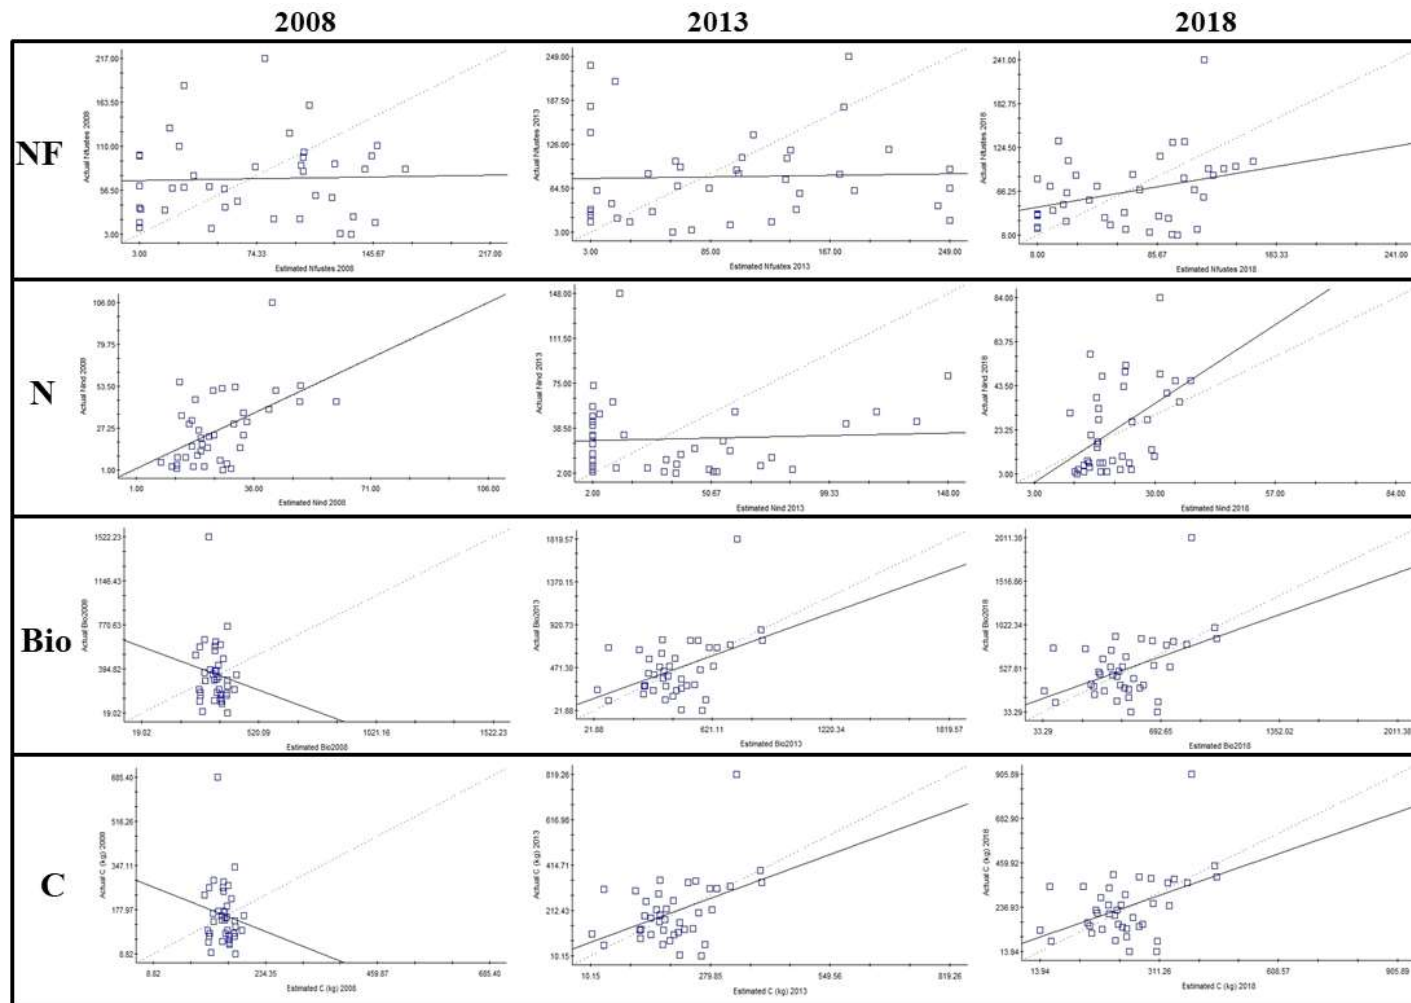 2008 2013 2018
NF
Actual Nfustes 2008
217.00
163.50
110.00
56.50
3.00
3.00 74.33 145.67 217.00
Estimated Nfustes 2008
Actual Nfustes 2013
249.00
187.50
126.00
64.50
3.00
3.00 85.00 167.00 249.00
Estimated Nfustes 2013
Actual Nfustes 2018
241.00
182.75
124.50
66.25
8.00
8.00 85.67 163.33 241.00
Estimated Nfustes 2018
N
Actual Nind 2008
106.00
79.75
53.50
27.25
1.00
1.00 36.00 71.00 106.00
Estimated Nind 2008
Actual Nind 2013
148.00
111.50
75.00
38.50
2.00
2.00 50.67 99.33 148.00
Estimated Nind 2013
Actual Nind 2018
84.00
63.75
43.50
23.25
3.00
3.00 30.00 57.00 84.00
Estimated Nind 2018
Bio
Actual Bio2008
1522.23
1146.43
770.63
394.82
19.02
19.02 520.09 1021.16 1522.23
Estimated Bio2008
Actual Bio2013
1819.57
1370.15
920.73
471.30
21.88
21.88 621.11 1220.34 1819.57
Estimated Bio2013
Actual Bio2018
2011.38
1516.86
1022.34
527.81
33.29
33.29 692.65 1352.02 2011.38
Estimated Bio2018
C
Actual C (kg) 2008
685.40
516.26
347.11
177.97
8.82
8.82 234.35 459.87 685.40
Estimated C (kg) 2008
Actual C (kg) 2013
819.26
616.98
414.71
212.43
10.15
10.15 279.85 549.56 819.26
Estimated C (kg) 2013
Actual C (kg) 2018
905.89
682.90
459.92
236.93
13.94
13.94 311.26 608.57 905.89
Estimated C (kg) 2018